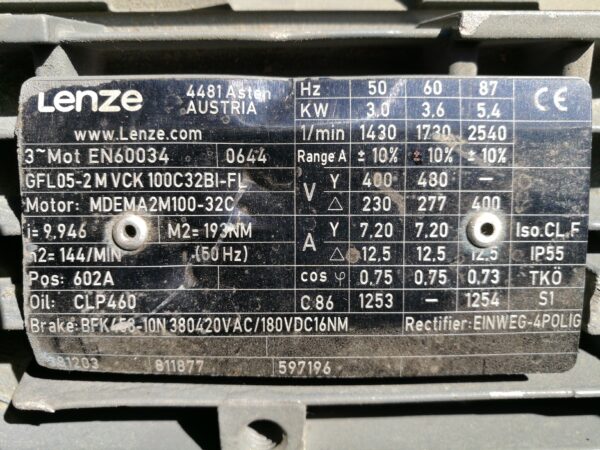 Lenze
4481 Asten
AUSTRIA
Hz 50 60 87
KW 3,0 3,6 5,4
CE
www.Lenze.com
1/min 1430 1730 2540
3~Mot EN60034 0644
Range A ± 10% ± 10% ± 10%
GFL05-2 M VCK 100C32BI-FL
V Y 400 480 —
Motor: MDEMA2M100-32C
△ 230 277 400
i= 9,946 M2= 193NM
A Y 7,20 7,20 7,20 Iso.CL.F
n2= 144/MIN (50 Hz)
△ 12,5 12,5 12,5 IP55
Pos: 602A
cos φ 0.75 0.75 0.73 TKÖ
Oil: CLP460
C 86 1253 — 1254 S1
Brake: BFK458-10N 380420VAC/180VDC16NM Rectifier: EINWEG-4POLIG
811877 597196